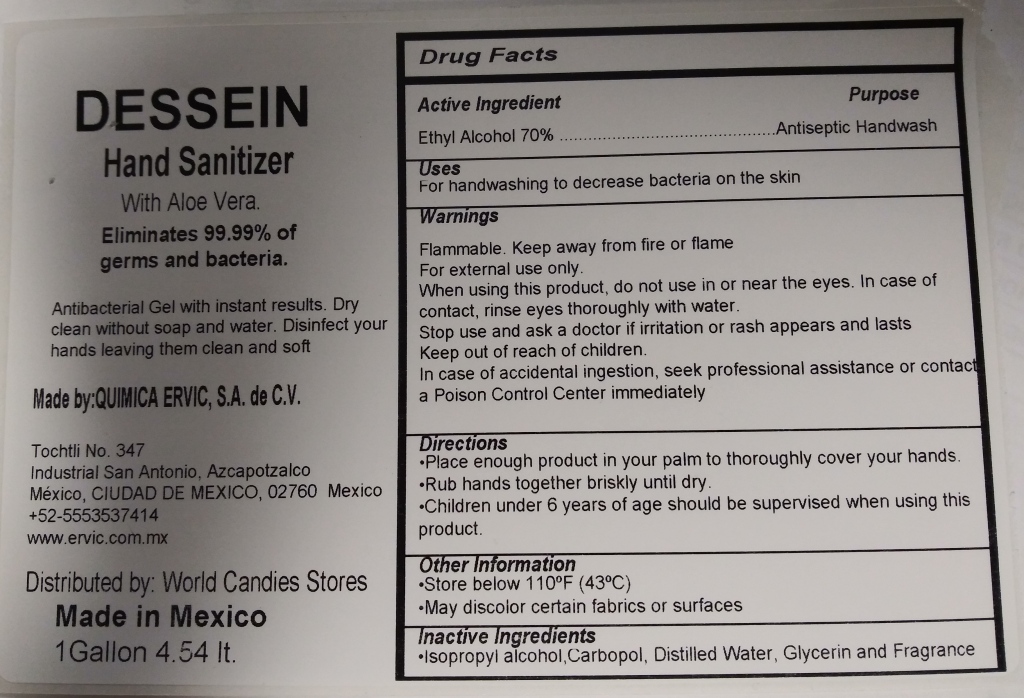 DESSEIN
Hand Sanitizer
With Aloe Vera.
Eliminates 99.99% of
germs and bacteria.
Antibacterial Gel with instant results. Dry
clean without soap and water. Disinfect your
hands leaving them clean and soft
Made by:QUIMICA ERVIC, S.A. de C.V.
Tochtli No. 347
Industrial San Antonio, Azcapotzalco
México, CIUDAD DE MEXICO, 02760 Mexico
+52-5553537414
www.ervic.com.mx
Distributed by: World Candies Stores
Made in Mexico
1Gallon 4.54 lt.
Drug Facts
Active Ingredient Purpose
Ethyl Alcohol 70% ............................................Antiseptic Handwash
Uses
For handwashing to decrease bacteria on the skin
Warnings
Flammable. Keep away from fire or flame
For external use only.
When using this product, do not use in or near the eyes. In case of
contact, rinse eyes thoroughly with water.
Stop use and ask a doctor if irritation or rash appears and lasts
Keep out of reach of children.
In case of accidental ingestion, seek professional assistance or contact
a Poison Control Center immediately
Directions
•Place enough product in your palm to thoroughly cover your hands.
•Rub hands together briskly until dry.
•Children under 6 years of age should be supervised when using this
product.
Other Information
•Store below 110ºF (43ºC)
•May discolor certain fabrics or surfaces
Inactive Ingredients
•Isopropyl alcohol,Carbopol, Distilled Water, Glycerin and Fragrance